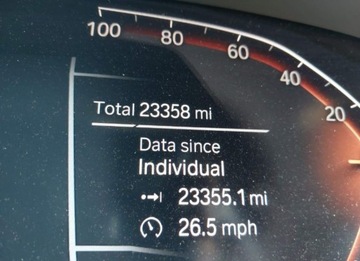 100 80 60 40 20
Total 23358 mi
Data since
Individual
23355.1 mi
26.5 mph